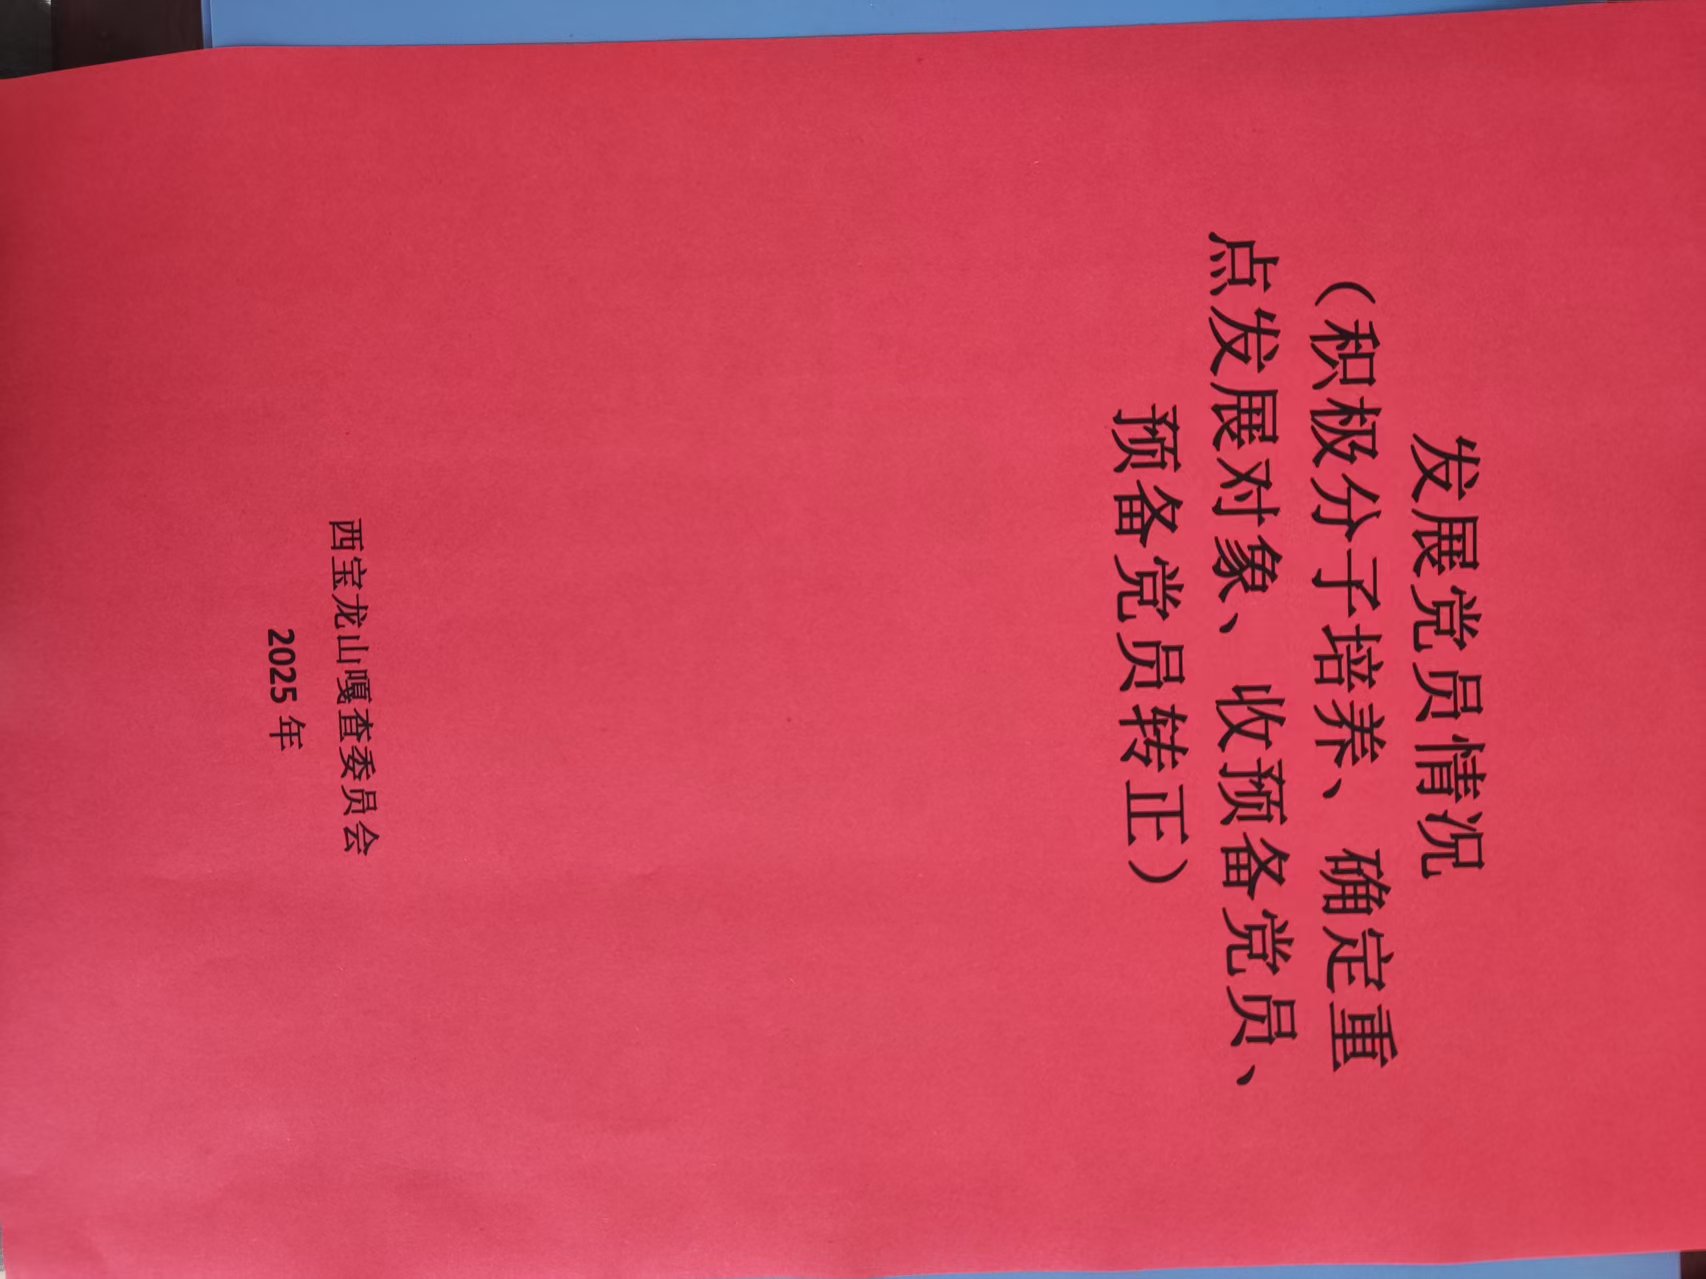 发展党员情况
（积极分子培养、确定重
点发展对象、收预备党员、
预备党员转正）
西宝龙山嘎查委员会
2025 年